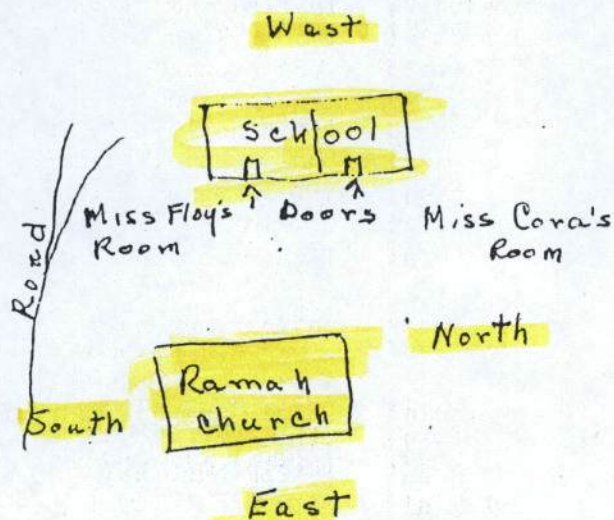 West
School
Miss Floy's Doors Miss Cora's
Room Room
Road
North
Ramah
church
South
East